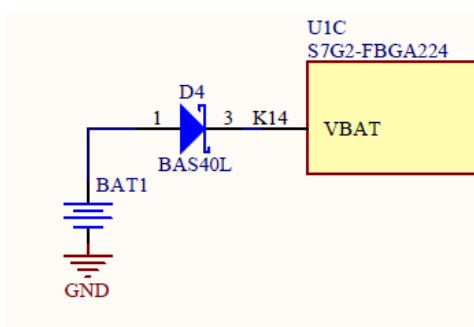 U1C
S7G2-FBGA224
D4
1
3
K14
VBAT
BAS40L
BAT1
GND